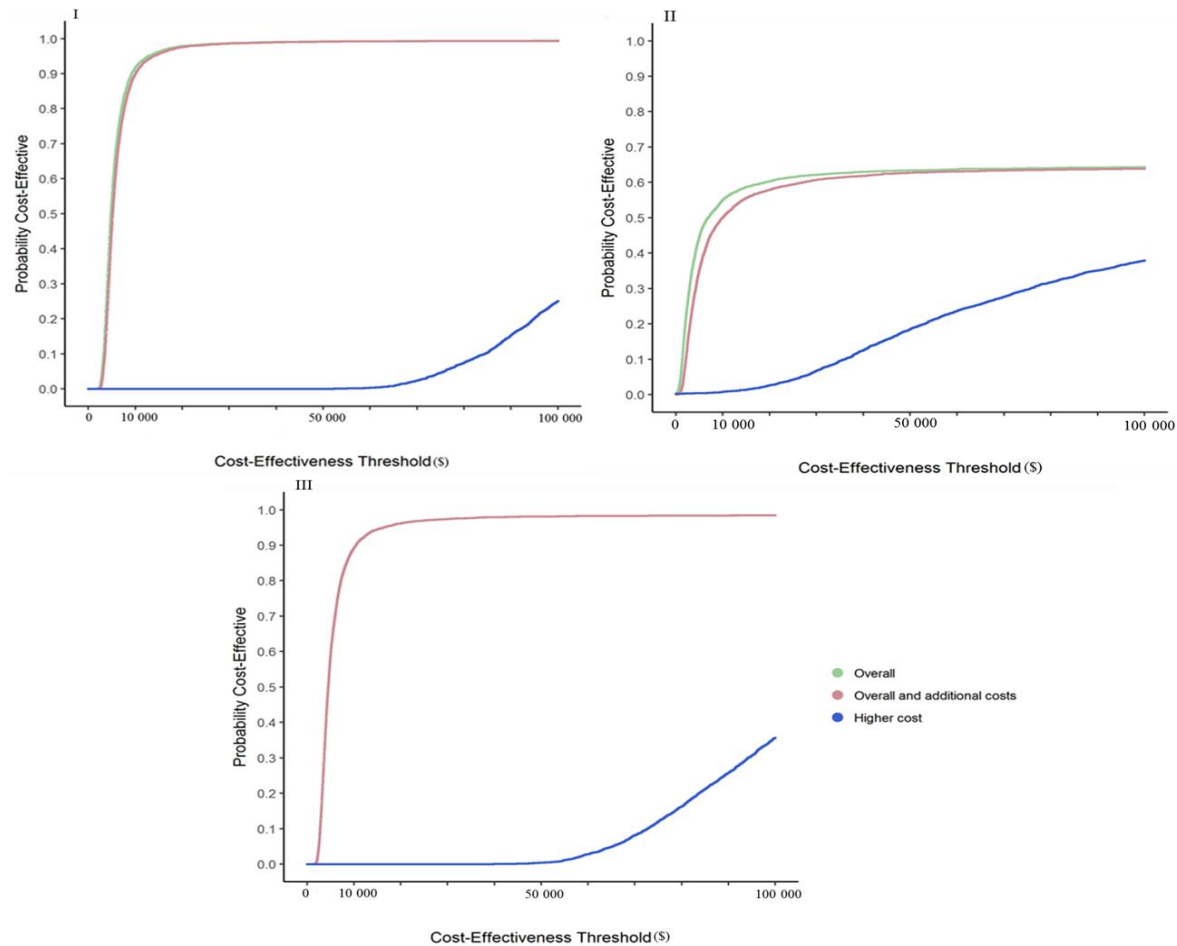 I
1.0
0.9
0.8
0.7
0.6
0.5
0.4
0.3
0.2
0.1
0.0
Probability Cost-Effective
0 10 000 50 000 100 000
Cost-Effectiveness Threshold ($)
II
1.0
0.9
0.8
0.7
0.6
0.5
0.4
0.3
0.2
0.1
0.0
Probability Cost-Effective
0 10 000 50 000 100 000
Cost-Effectiveness Threshold ($)
III
1.0
0.9
0.8
0.7
0.6
0.5
0.4
0.3
0.2
0.1
0.0
Probability Cost-Effective
0 10 000 50 000 100 000
Cost-Effectiveness Threshold ($)
Overall
Overall and additional costs
Higher cost